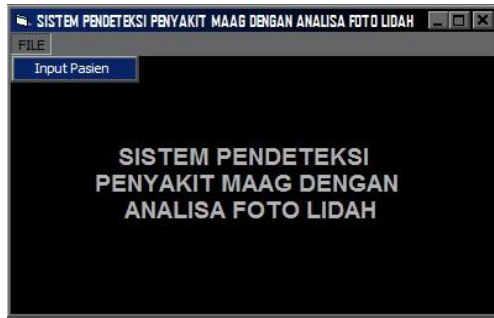 SISTEM PENDETEKSI PENYAKIT MAAG DENGAN ANALISA FOTO LIDAH
FILE
Input Pasien
SISTEM PENDETEKSI
PENYAKIT MAAG DENGAN
ANALISA FOTO LIDAH